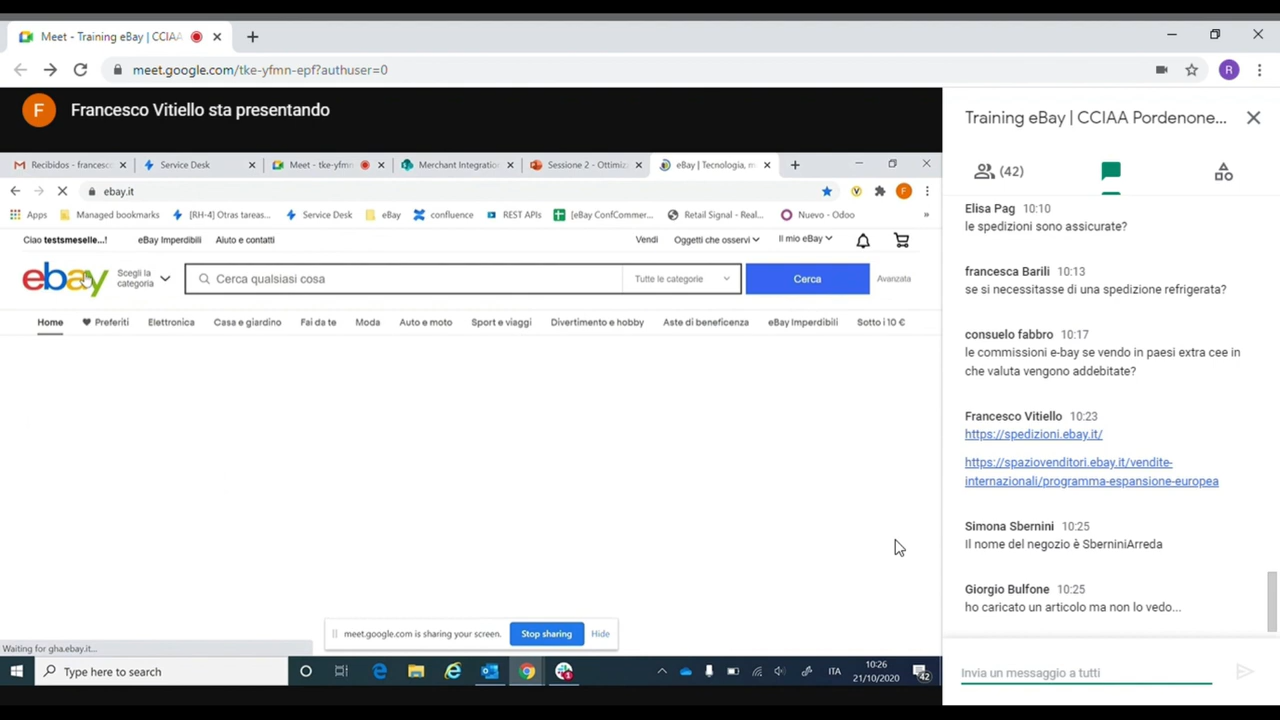 Meet - Training eBay | CCIAA
meet.google.com/tke-yfmn-epf?authuser=0
R
F
Francesco Vitiello sta presentando
Recibidos - frances
Service Desk
Meet - tke-yfmn
Merchant Integration
Sessione 2 - Ottimiz
eBay | Tecnologia, m
ebay.it
F
Apps
Managed bookmarks
[RH-4] Otras tareas...
Service Desk
eBay
confluence
REST APIs
[eBay ConfCommer...
Retail Signal - Real...
Nuevo - Odoo
»
Ciao testsmeselle...!
eBay Imperdibili
Aiuto e contatti
Vendi
Oggetti che osservi
Il mio eBay
ebay
Scegli la
categoria
Cerca qualsiasi cosa
Tutte le categorie
Cerca
Avanzata
Home
Preferiti
Elettronica
Casa e giardino
Fai da te
Moda
Auto e moto
Sport e viaggi
Divertimento e hobby
Aste di beneficenza
eBay Imperdibili
Sotto i 10 €
meet.google.com is sharing your screen.
Stop sharing
Hide
Waiting for gha.ebay.it...
Type here to search
ITA
10:26
21/10/2020
42
Training eBay | CCIAA Pordenone...
(42)
Elisa Pag 10:10
le spedizioni sono assicurate?
francesca Barili 10:13
se si necessitasse di una spedizione refrigerata?
consuelo fabbro 10:17
le commissioni e-bay se vendo in paesi extra cee in
che valuta vengono addebitate?
Francesco Vitiello 10:23
https://spedizioni.ebay.it/
https://spaziovenditori.ebay.it/vendite-
internazionali/programma-espansione-europea
Simona Sbernini 10:25
Il nome del negozio è SberniniArreda
Giorgio Bulfone 10:25
ho caricato un articolo ma non lo vedo...
Invia un messaggio a tutti